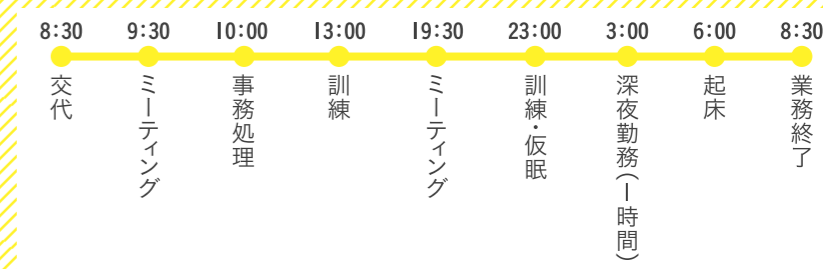 8:30 9:30 10:00 13:00 19:30 23:00 3:00 6:00 8:30
交代
ミーティング
事務処理
訓練
ミーティング
訓練・仮眠
深夜勤務(1時間)
起床
業務終了